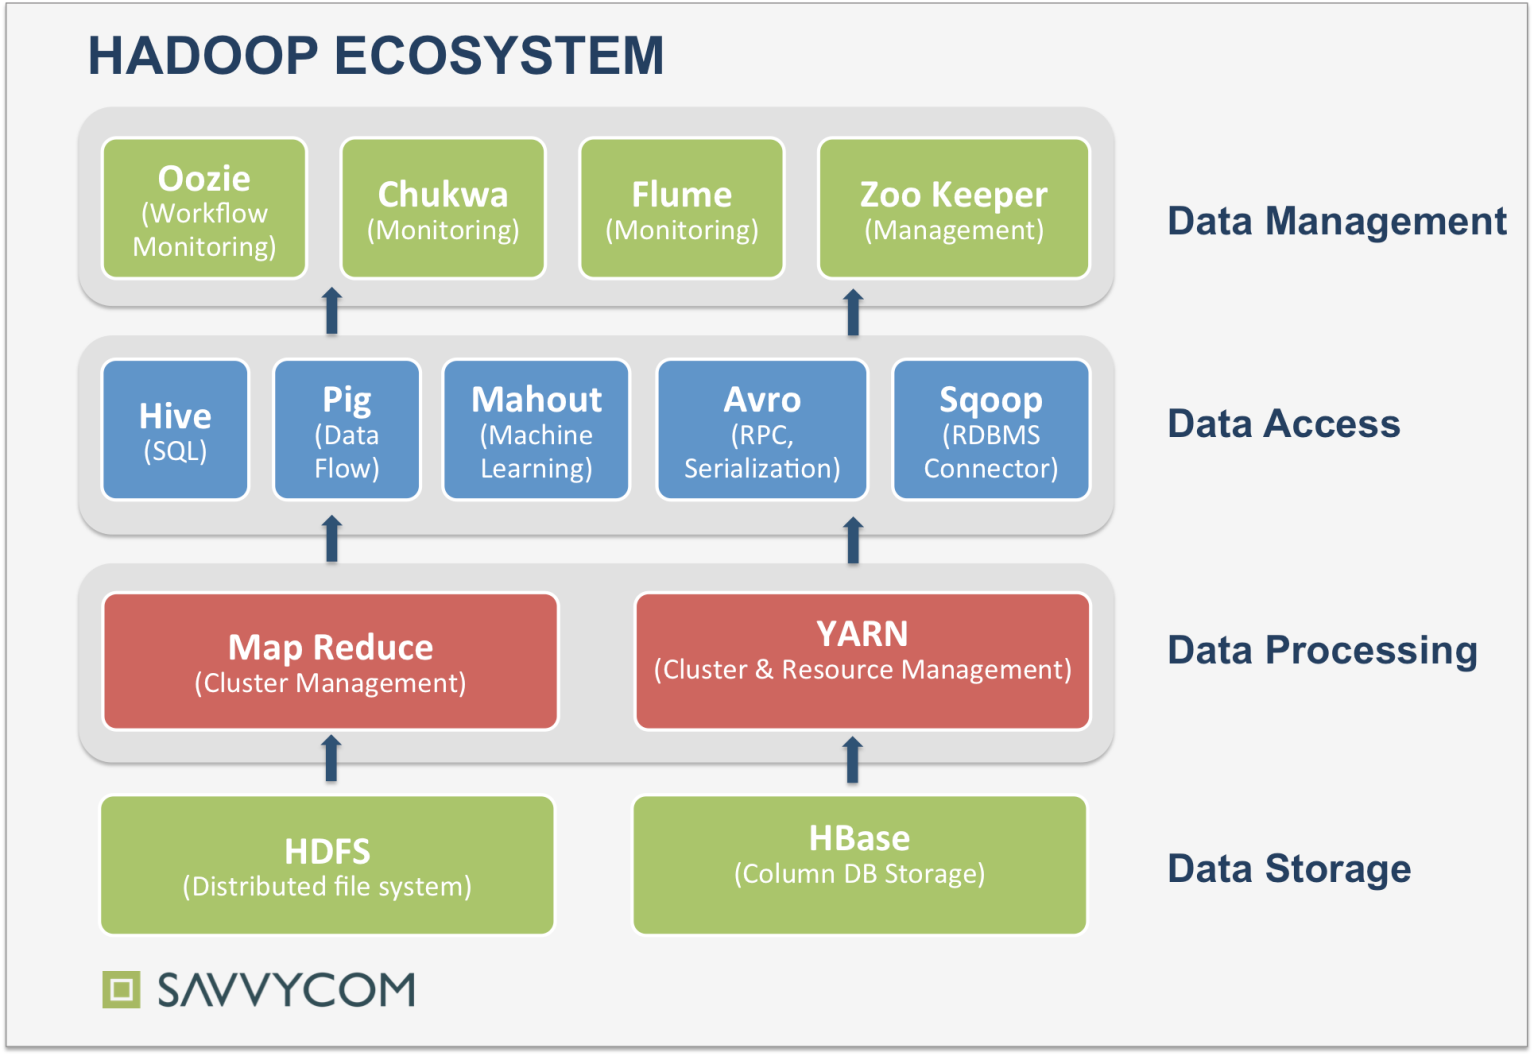 HADOOP ECOSYSTEM
Oozie
(Workflow
Monitoring)
Chukwa
(Monitoring)
Flume
(Monitoring)
Zoo Keeper
(Management)
Data Management
Hive
(SQL)
Pig
(Data
Flow)
Mahout
(Machine
Learning)
Avro
(RPC,
Serialization)
Sqoop
(RDBMS
Connector)
Data Access
Map Reduce
(Cluster Management)
YARN
(Cluster & Resource Management)
Data Processing
HDFS
(Distributed file system)
HBase
(Column DB Storage)
Data Storage
SAVVYCOM